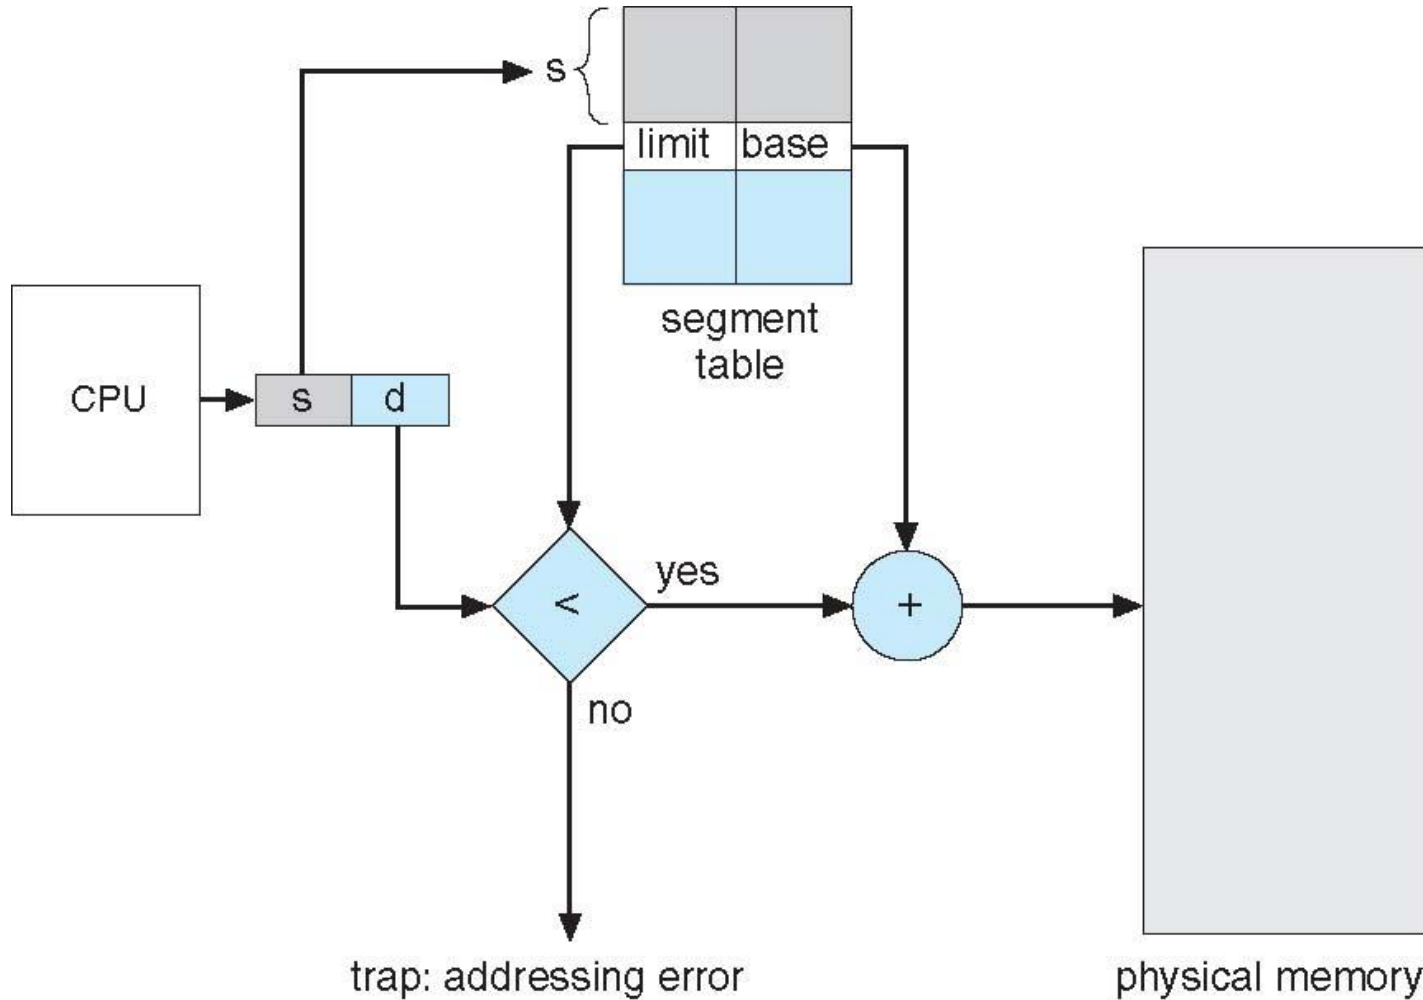 s
limit base
segment
table
CPU
s d
<
yes
+
no
trap: addressing error
physical memory